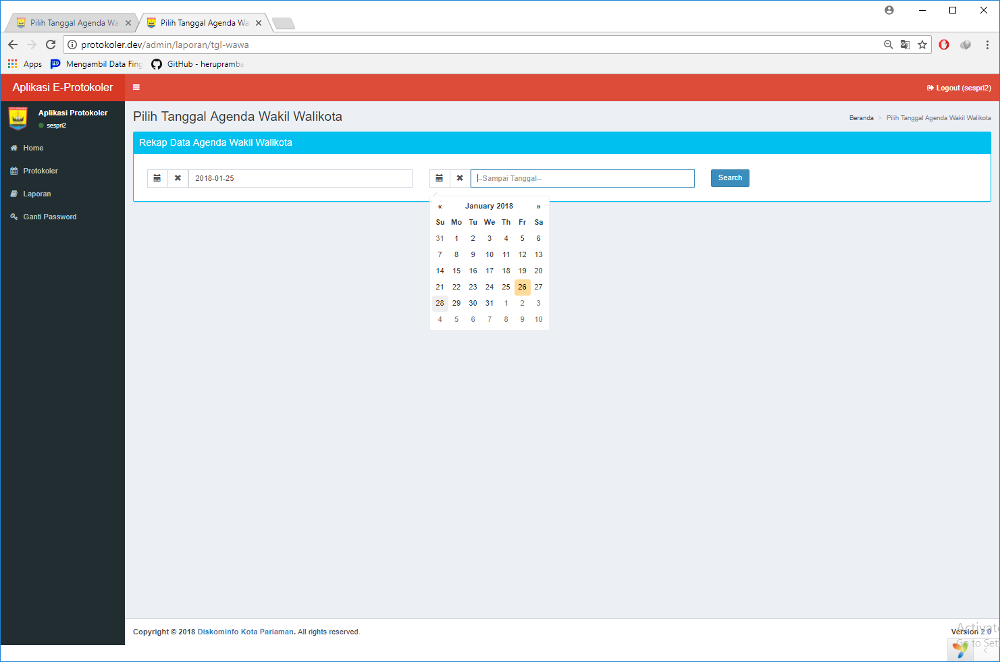 Pilih Tanggal Agenda Wa
Pilih Tanggal Agenda Wa
protokoler.dev/admin/laporan/tgl-wawa
Apps
Mengambil Data Fing
GitHub - herupramba
Aplikasi E-Protokoler
Logout (sespri2)
Aplikasi Protokoler
sespri2
Home
Protokoler
Laporan
Ganti Password
Pilih Tanggal Agenda Wakil Walikota
Beranda > Pilih Tanggal Agenda Wakil Walikota
Rekap Data Agenda Wakil Walikota
2018-01-25
--Sampai Tanggal--
Search
« January 2018 »
Su Mo Tu We Th Fr Sa
31 1 2 3 4 5 6
7 8 9 10 11 12 13
14 15 16 17 18 19 20
21 22 23 24 25 26 27
28 29 30 31 1 2 3
4 5 6 7 8 9 10
Copyright © 2018 Diskominfo Kota Pariaman. All rights reserved.
Version 2.0
Activat
Go to Sett